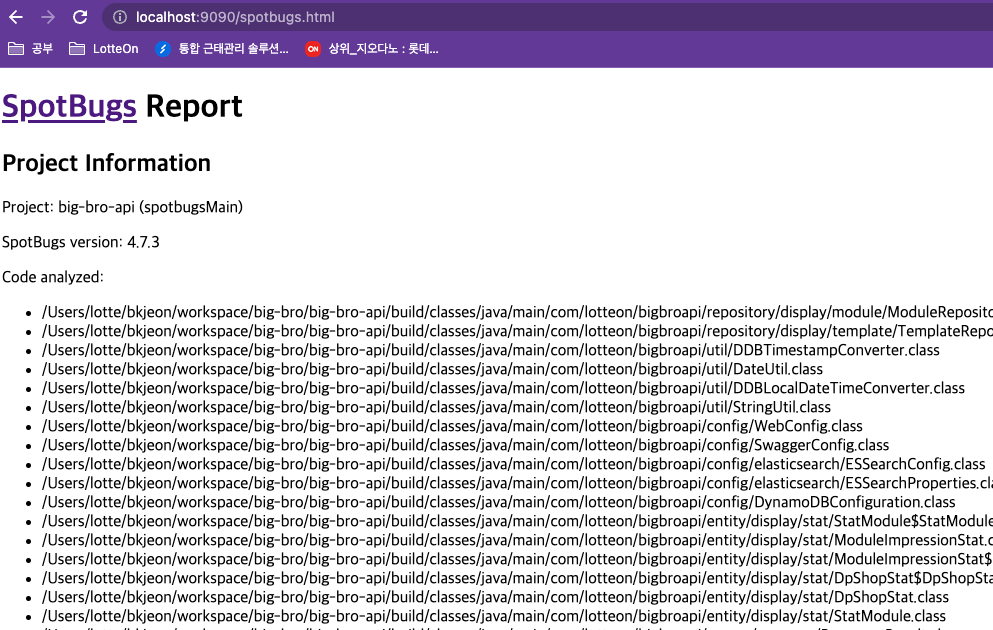 localhost:9090/spotbugs.html
공부 LotteOn 통합 근태관리 솔루션... ON 상위_지오다노 : 롯데...
SpotBugs Report
Project Information
Project: big-bro-api (spotbugsMain)
SpotBugs version: 4.7.3
Code analyzed:
• /Users/lotte/bkjeon/workspace/big-bro/big-bro-api/build/classes/java/main/com/lotteon/bigbroapi/repository/display/module/ModuleReposito
• /Users/lotte/bkjeon/workspace/big-bro/big-bro-api/build/classes/java/main/com/lotteon/bigbroapi/repository/display/template/TemplateRepo
• /Users/lotte/bkjeon/workspace/big-bro/big-bro-api/build/classes/java/main/com/lotteon/bigbroapi/util/DDBTimestampConverter.class
• /Users/lotte/bkjeon/workspace/big-bro/big-bro-api/build/classes/java/main/com/lotteon/bigbroapi/util/DateUtil.class
• /Users/lotte/bkjeon/workspace/big-bro/big-bro-api/build/classes/java/main/com/lotteon/bigbroapi/util/DDBLocalDateTimeConverter.class
• /Users/lotte/bkjeon/workspace/big-bro/big-bro-api/build/classes/java/main/com/lotteon/bigbroapi/util/StringUtil.class
• /Users/lotte/bkjeon/workspace/big-bro/big-bro-api/build/classes/java/main/com/lotteon/bigbroapi/config/WebConfig.class
• /Users/lotte/bkjeon/workspace/big-bro/big-bro-api/build/classes/java/main/com/lotteon/bigbroapi/config/SwaggerConfig.class
• /Users/lotte/bkjeon/workspace/big-bro/big-bro-api/build/classes/java/main/com/lotteon/bigbroapi/config/elasticsearch/ESSearchConfig.class
• /Users/lotte/bkjeon/workspace/big-bro/big-bro-api/build/classes/java/main/com/lotteon/bigbroapi/config/elasticsearch/ESSearchProperties.cl
• /Users/lotte/bkjeon/workspace/big-bro/big-bro-api/build/classes/java/main/com/lotteon/bigbroapi/config/DynamoDBConfiguration.class
• /Users/lotte/bkjeon/workspace/big-bro/big-bro-api/build/classes/java/main/com/lotteon/bigbroapi/entity/display/stat/StatModule$StatModule
• /Users/lotte/bkjeon/workspace/big-bro/big-bro-api/build/classes/java/main/com/lotteon/bigbroapi/entity/display/stat/ModuleImpressionStat.c
• /Users/lotte/bkjeon/workspace/big-bro/big-bro-api/build/classes/java/main/com/lotteon/bigbroapi/entity/display/stat/ModuleImpressionStat$
• /Users/lotte/bkjeon/workspace/big-bro/big-bro-api/build/classes/java/main/com/lotteon/bigbroapi/entity/display/stat/DpShopStat$DpShopSta
• /Users/lotte/bkjeon/workspace/big-bro/big-bro-api/build/classes/java/main/com/lotteon/bigbroapi/entity/display/stat/DpShopStat.class
• /Users/lotte/bkjeon/workspace/big-bro/big-bro-api/build/classes/java/main/com/lotteon/bigbroapi/entity/display/stat/StatModule.class